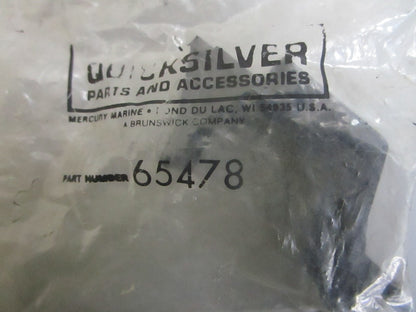 QUICKSILVER
PARTS AND ACCESSORIES
MERCURY MARINE • FOND DU LAC, WI 54935 U.S.A.
A BRUNSWICK COMPANY
PART NUMBER 65478